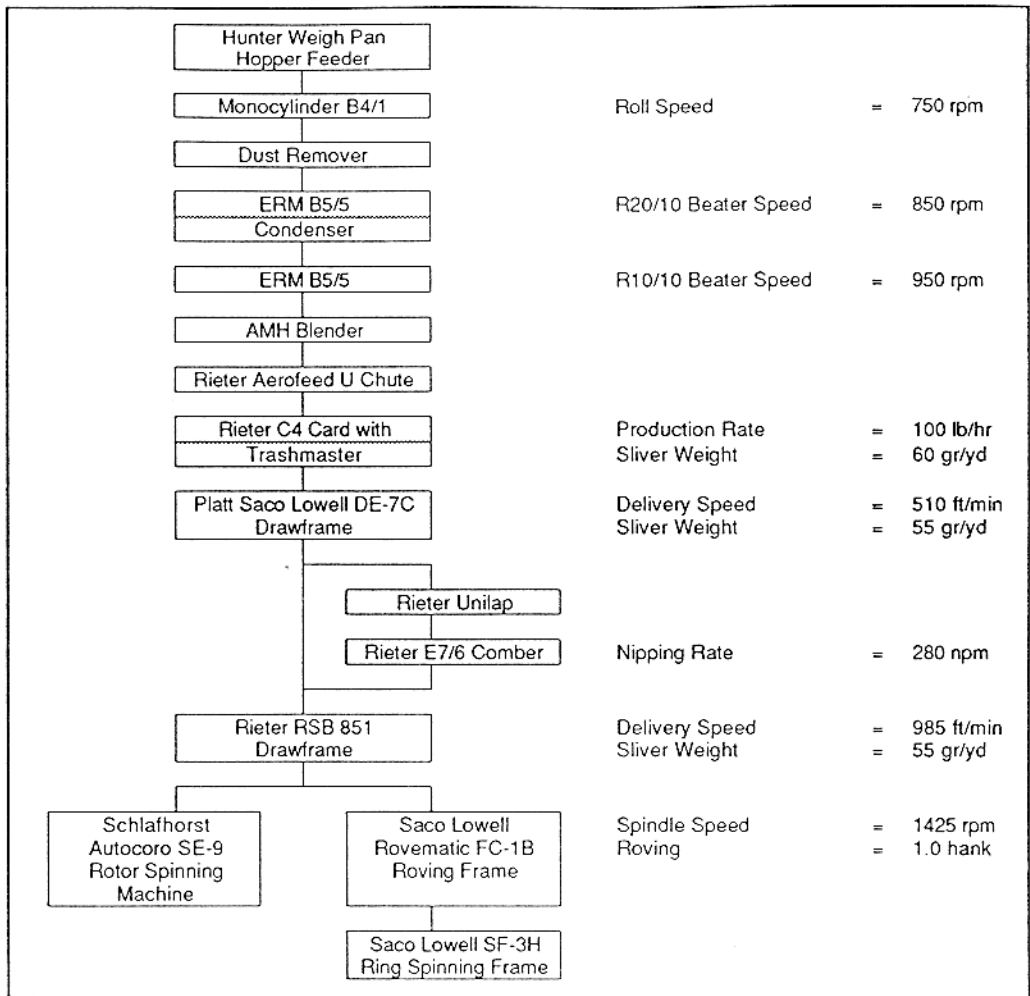 Hunter Weigh Pan
Hopper Feeder
Monocylinder B4/1
Roll Speed = 750 rpm
Dust Remover
ERM B5/5
R20/10 Beater Speed = 850 rpm
Condenser
ERM B5/5
R10/10 Beater Speed = 950 rpm
AMH Blender
Rieter Aerofeed U Chute
Rieter C4 Card with
Trashmaster
Production Rate = 100 lb/hr
Sliver Weight = 60 gr/yd
Platt Saco Lowell DE-7C
Drawframe
Delivery Speed = 510 ft/min
Sliver Weight = 55 gr/yd
Rieter Unilap
Rieter E7/6 Comber
Nipping Rate = 280 npm
Rieter RSB 851
Drawframe
Delivery Speed = 985 ft/min
Sliver Weight = 55 gr/yd
Schlafhorst
Autocoro SE-9
Rotor Spinning
Machine
Saco Lowell
Rovematic FC-1B
Roving Frame
Spindle Speed = 1425 rpm
Roving = 1.0 hank
Saco Lowell SF-3H
Ring Spinning Frame